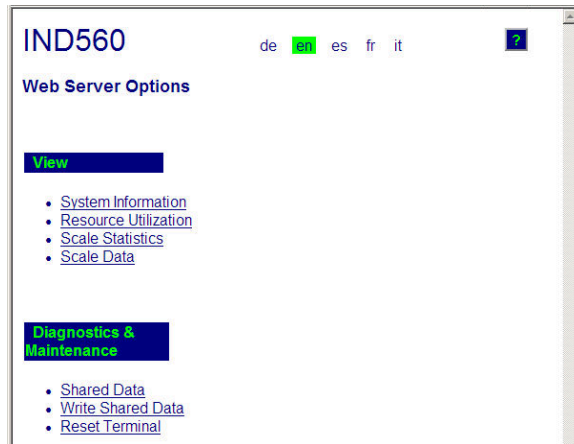 IND560
de en es fr it
?
Web Server Options
View
System Information
Resource Utilization
Scale Statistics
Scale Data
Diagnostics &
Maintenance
Shared Data
Write Shared Data
Reset Terminal